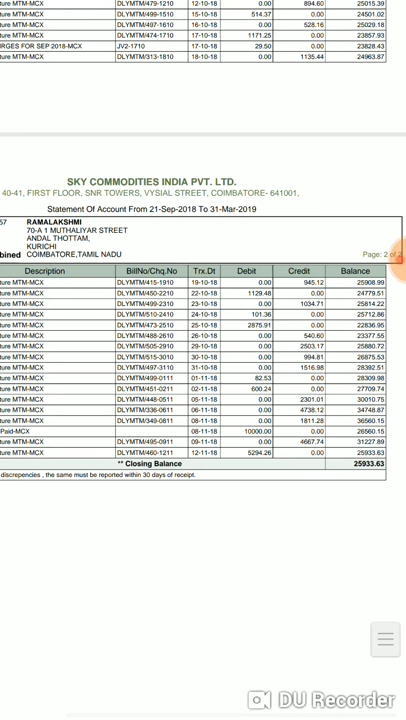 ture MTM-MCX DLYMTM/479-1210 12-10-18 0.00 894.60 25015.39
ture MTM-MCX DLYMTM/499-1510 15-10-18 514.37 0.00 24501.02
ture MTM-MCX DLYMTM/497-1610 16-10-18 0.00 528.16 25029.18
ture MTM-MCX DLYMTM/474-1710 17-10-18 1171.25 0.00 23857.93
RGES FOR SEP 2018-MCX JV2-1710 17-10-18 29.50 0.00 23828.43
ture MTM-MCX DLYMTM/313-1810 18-10-18 0.00 1135.44 24963.87
SKY COMMODITIES INDIA PVT. LTD.
40-41, FIRST FLOOR, SNR TOWERS, VYSIAL STREET, COIMBATORE- 641001,
Statement Of Account From 21-Sep-2018 To 31-Mar-2019
57 RAMALAKSHMI
70-A 1 MUTHALIYAR STREET
ANDAL THOTTAM,
KURICHI
bined COIMBATORE,TAMIL NADU Page: 2 of 2
Description BillNo/Chq.No Trx.Dt Debit Credit Balance
ture MTM-MCX DLYMTM/415-1910 19-10-18 0.00 945.12 25908.99
ture MTM-MCX DLYMTM/450-2210 22-10-18 1129.48 0.00 24779.51
ture MTM-MCX DLYMTM/499-2310 23-10-18 0.00 1034.71 25814.22
ture MTM-MCX DLYMTM/510-2410 24-10-18 101.36 0.00 25712.86
ture MTM-MCX DLYMTM/473-2510 25-10-18 2875.91 0.00 22836.95
ture MTM-MCX DLYMTM/488-2610 26-10-18 0.00 540.60 23377.55
ture MTM-MCX DLYMTM/505-2910 29-10-18 0.00 2503.17 25880.72
ture MTM-MCX DLYMTM/515-3010 30-10-18 0.00 994.81 26875.53
ture MTM-MCX DLYMTM/497-3110 31-10-18 0.00 1516.98 28392.51
ture MTM-MCX DLYMTM/499-0111 01-11-18 82.53 0.00 28309.98
ture MTM-MCX DLYMTM/451-0211 02-11-18 600.24 0.00 27709.74
ture MTM-MCX DLYMTM/448-0511 05-11-18 0.00 2301.01 30010.75
ture MTM-MCX DLYMTM/336-0611 06-11-18 0.00 4738.12 34748.87
ture MTM-MCX DLYMTM/349-0811 08-11-18 0.00 1811.28 36560.15
Paid-MCX 08-11-18 10000.00 0.00 26560.15
ture MTM-MCX DLYMTM/495-0911 09-11-18 0.00 4667.74 31227.89
ture MTM-MCX DLYMTM/460-1211 12-11-18 5294.26 0.00 25933.63
** Closing Balance 25933.63
discrepencies , the same must be reported within 30 days of receipt.
DU Recorder